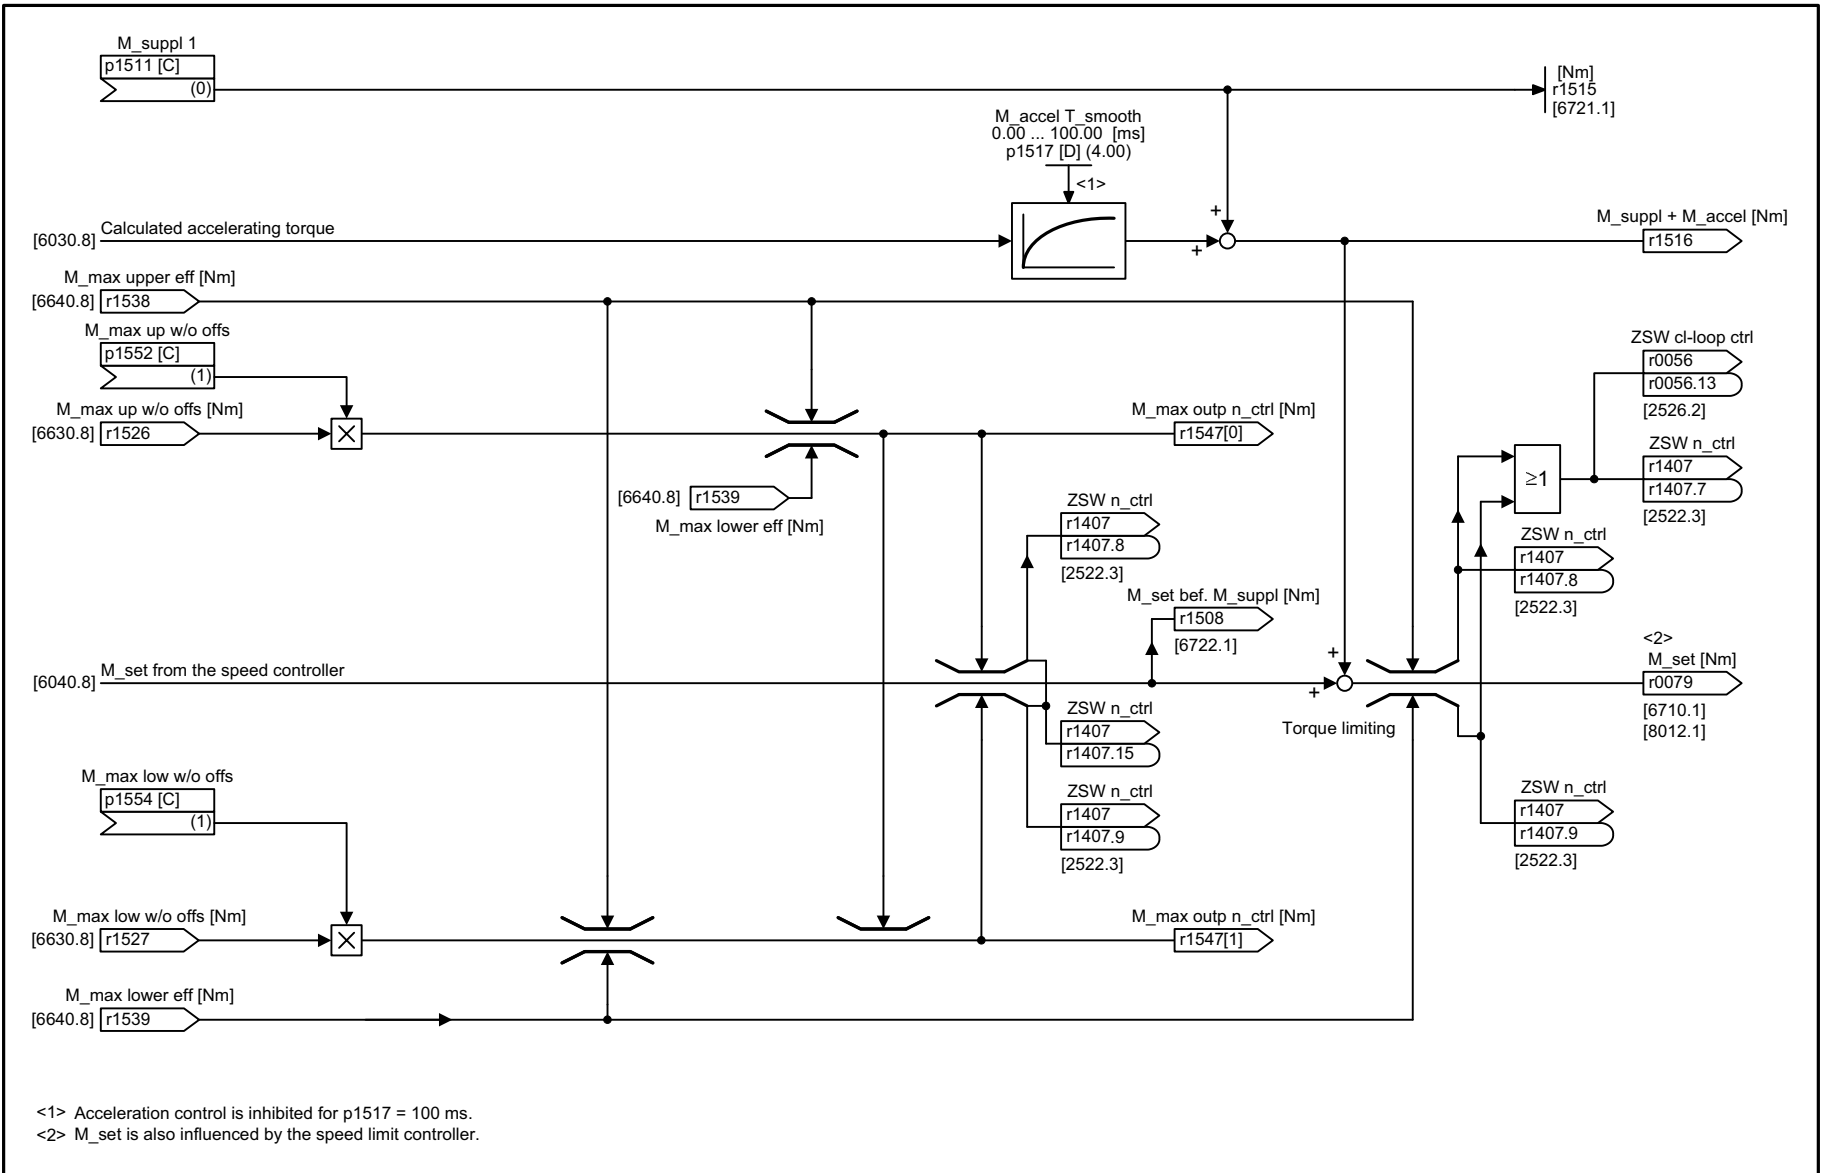 M_suppl 1
p1511 [C]
(0)
[Nm]
r1515
[6721.1]
M_accel T_smooth
0.00 ... 100.00 [ms]
p1517 [D] (4.00)
<1>
[6030.8]
Calculated accelerating torque
+
+
M_suppl + M_accel [Nm]
r1516
M_max upper eff [Nm]
[6640.8]
r1538
M_max up w/o offs
p1552 [C]
(1)
M_max up w/o offs [Nm]
[6630.8]
r1526
M_max outp n_ctrl [Nm]
r1547[0]
[6640.8]
r1539
M_max lower eff [Nm]
ZSW cl-loop ctrl
r0056
r0056.13
[2526.2]
≥1
ZSW n_ctrl
r1407
r1407.7
[2522.3]
ZSW n_ctrl
r1407
r1407.8
[2522.3]
ZSW n_ctrl
r1407
r1407.8
[2522.3]
M_set bef. M_suppl [Nm]
r1508
[6722.1]
[6040.8]
M_set from the speed controller
+
+
<2>
M_set [Nm]
r0079
[6710.1]
[8012.1]
Torque limiting
ZSW n_ctrl
r1407
r1407.15
ZSW n_ctrl
r1407
r1407.9
[2522.3]
ZSW n_ctrl
r1407
r1407.9
[2522.3]
M_max low w/o offs
p1554 [C]
(1)
M_max low w/o offs [Nm]
[6630.8]
r1527
M_max outp n_ctrl [Nm]
r1547[1]
M_max lower eff [Nm]
[6640.8]
r1539
<1> Acceleration control is inhibited for p1517 = 100 ms.
<2> M_set is also influenced by the speed limit controller.